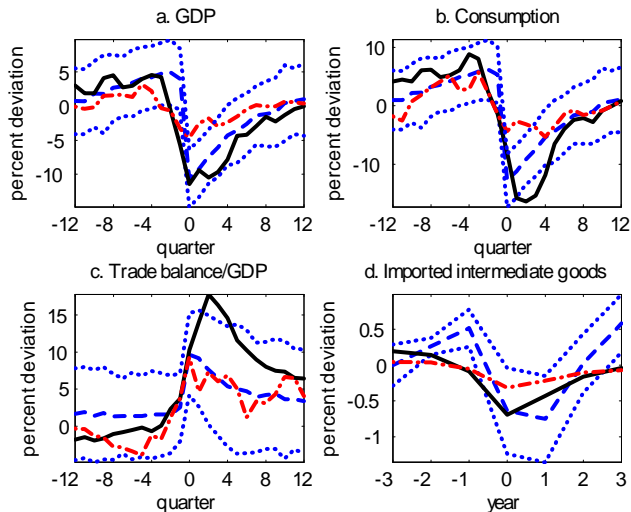 a. GDP
percent deviation
5
0
-5
-10
-12 -8 -4 0 4 8 12
quarter
b. Consumption
percent deviation
10
0
-10
-12 -8 -4 0 4 8 12
quarter
c. Trade balance/GDP
percent deviation
15
10
5
0
-12 -8 -4 0 4 8 12
quarter
d. Imported intermediate goods
percent deviation
0.5
0
-0.5
-1
-3 -2 -1 0 1 2 3
year